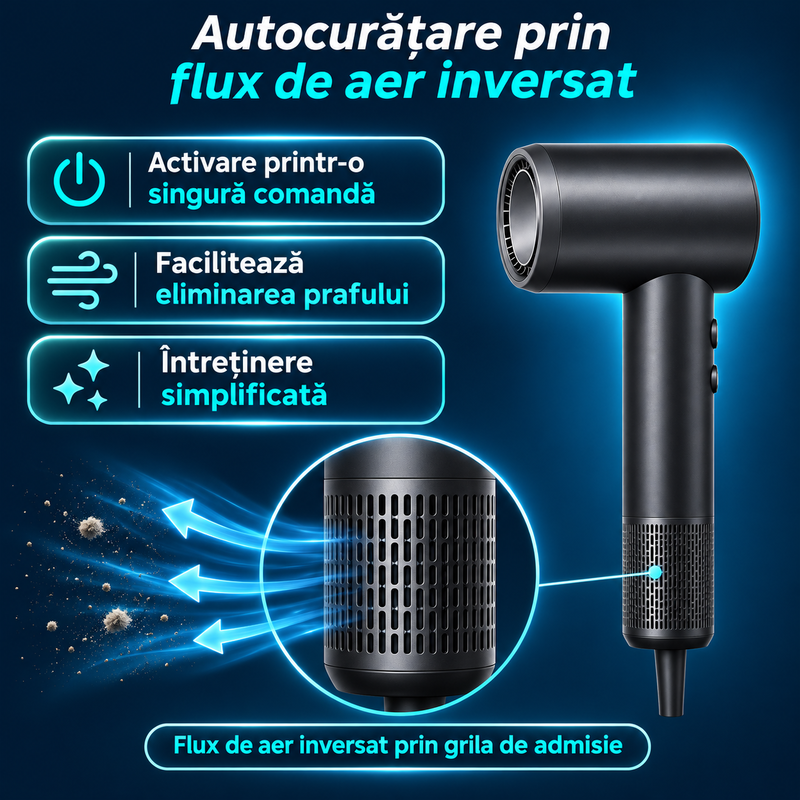 Autocurățare prin
flux de aer inversat
Activare printr-o
singură comandă
Facilitează
eliminarea prafului
Întreținere
simplificată
Flux de aer inversat prin grila de admisie